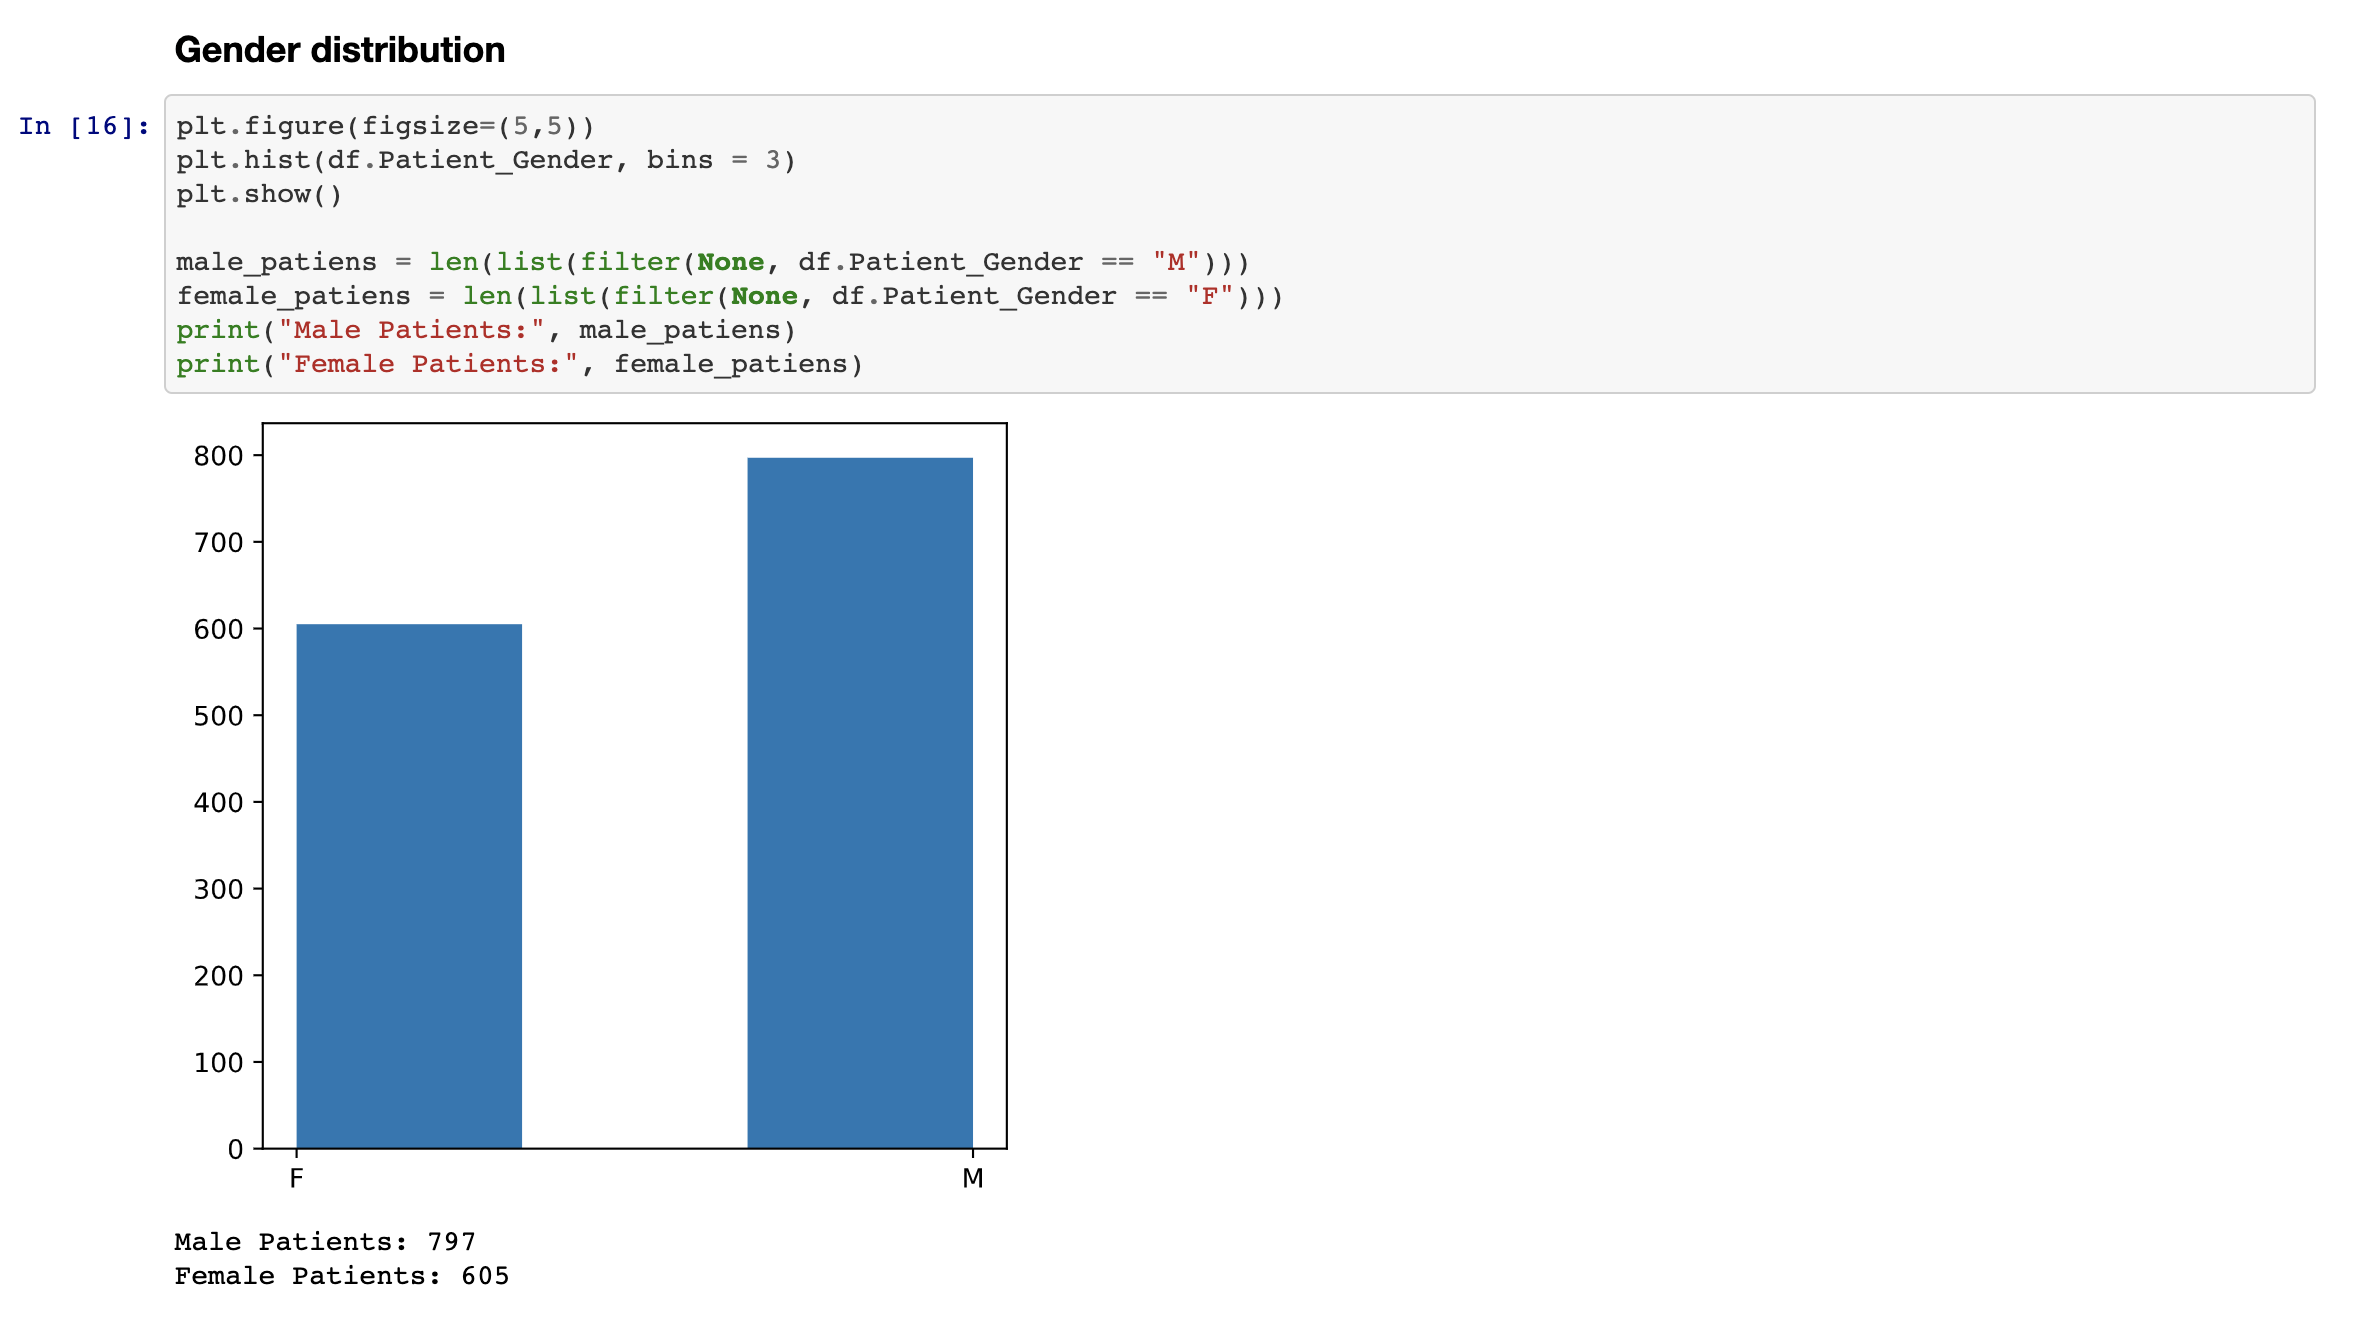 Gender distribution
In [16]:
plt.figure(figsize=(5,5))
plt.hist(df.Patient_Gender, bins = 3)
plt.show()
male_patiens = len(list(filter(None, df.Patient_Gender == "M")))
female_patiens = len(list(filter(None, df.Patient_Gender == "F")))
print("Male Patients:", male_patiens)
print("Female Patients:", female_patiens)
800
700
600
500
400
300
200
100
0
F M
Male Patients: 797
Female Patients: 605